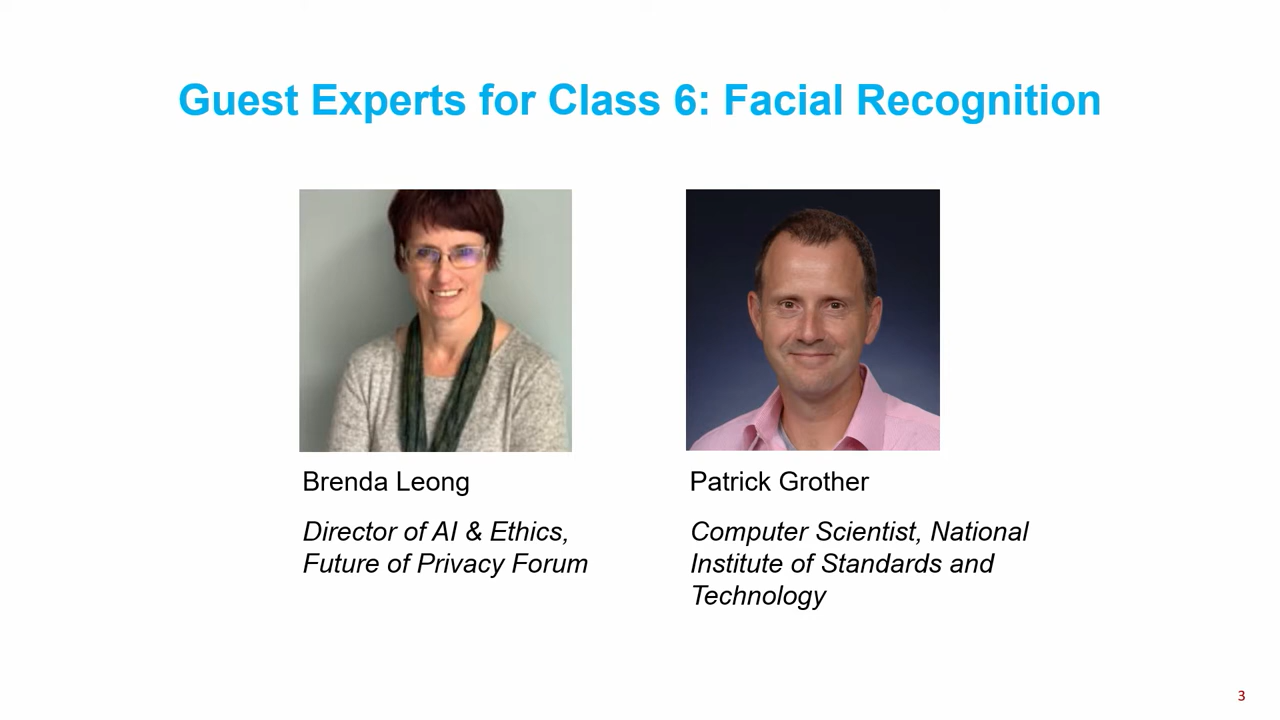 Guest Experts for Class 6: Facial Recognition
Brenda Leong
Director of AI & Ethics,
Future of Privacy Forum
Patrick Grother
Computer Scientist, National
Institute of Standards and
Technology
3